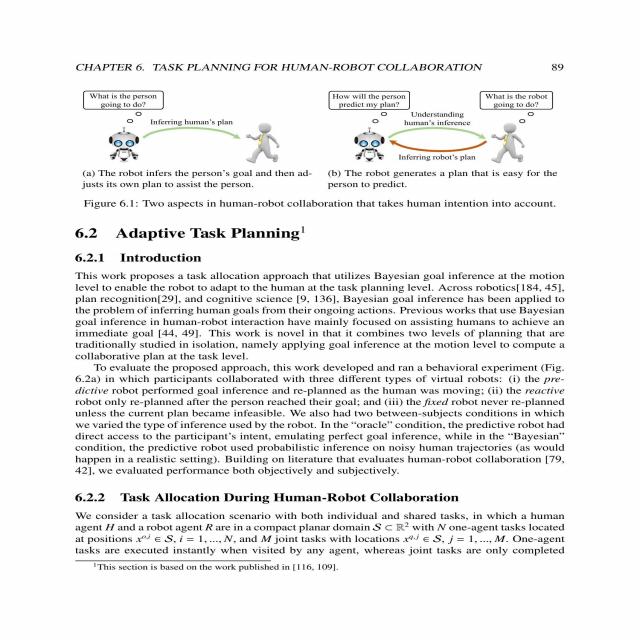 CHAPTER 6. TASK PLANNING FOR HUMAN-ROBOT COLLABORATION 89
What is the person
going to do?
Inferring human's plan
How will the person
predict my plan?
What is the robot
going to do?
Understanding
human's inference
Inferring robot's plan
(a) The robot infers the person's goal and then ad-
justs its own plan to assist the person.
(b) The robot generates a plan that is easy for the
person to predict.
Figure 6.1: Two aspects in human-robot collaboration that takes human intention into account.
6.2 Adaptive Task Planning¹
6.2.1 Introduction
This work proposes a task allocation approach that utilizes Bayesian goal inference at the motion
level to enable the robot to adapt to the human at the task planning level. Across robotics[184, 45],
plan recognition[29], and cognitive science [9, 136], Bayesian goal inference has been applied to
the problem of inferring human goals from their ongoing actions. Previous works that use Bayesian
goal inference in human-robot interaction have mainly focused on assisting humans to achieve an
immediate goal [44, 49]. This work is novel in that it combines two levels of planning that are
traditionally studied in isolation, namely applying goal inference at the motion level to compute a
collaborative plan at the task level.
To evaluate the proposed approach, this work developed and ran a behavioral experiment (Fig.
6.2a) in which participants collaborated with three different types of virtual robots: (i) the pre-
dictive robot performed goal inference and re-planned as the human was moving; (ii) the reactive
robot only re-planned after the person reached their goal; and (iii) the fixed robot never re-planned
unless the current plan became infeasible. We also had two between-subjects conditions in which
we varied the type of inference used by the robot. In the "oracle" condition, the predictive robot had
direct access to the participant's intent, emulating perfect goal inference, while in the "Bayesian"
condition, the predictive robot used probabilistic inference on noisy human trajectories (as would
happen in a realistic setting). Building on literature that evaluates human-robot collaboration [79,
42], we evaluated performance both objectively and subjectively.
6.2.2 Task Allocation During Human-Robot Collaboration
We consider a task allocation scenario with both individual and shared tasks, in which a human
agent H and a robot agent R are in a compact planar domain S ⊂ ℝ² with N one-agent tasks located
at positions x^{o,i} ∈ S, i = 1, ..., N, and M joint tasks with locations x^{q,j} ∈ S, j = 1, ..., M. One-agent
tasks are executed instantly when visited by any agent, whereas joint tasks are only completed
¹This section is based on the work published in [116, 109].